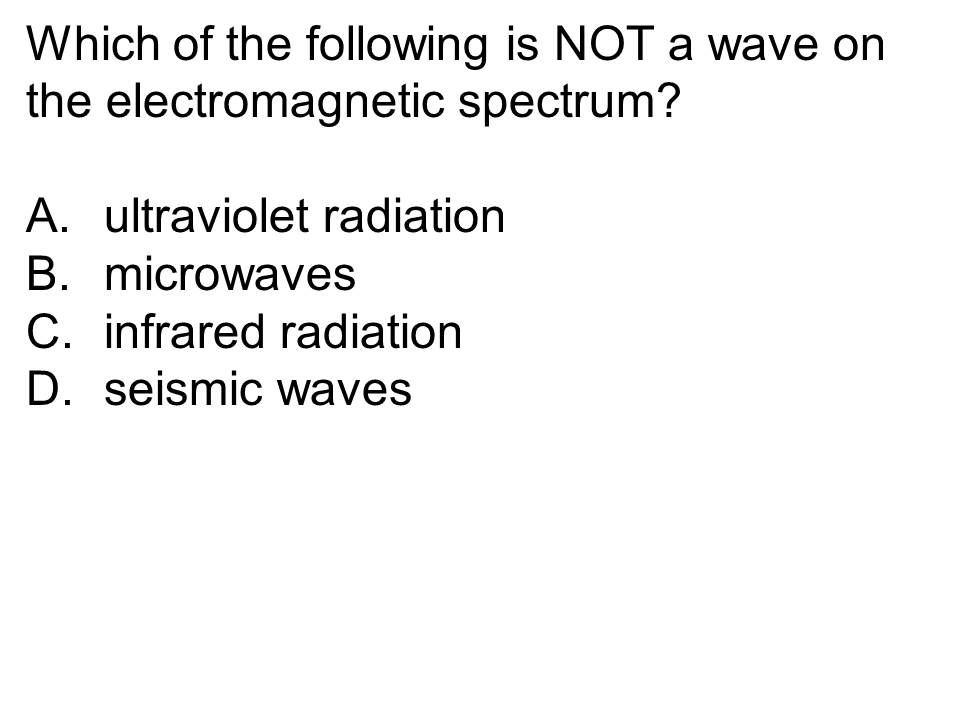 Which of the following is NOT a wave on
the electromagnetic spectrum?
A. ultraviolet radiation
B. microwaves
C. infrared radiation
D. seismic waves